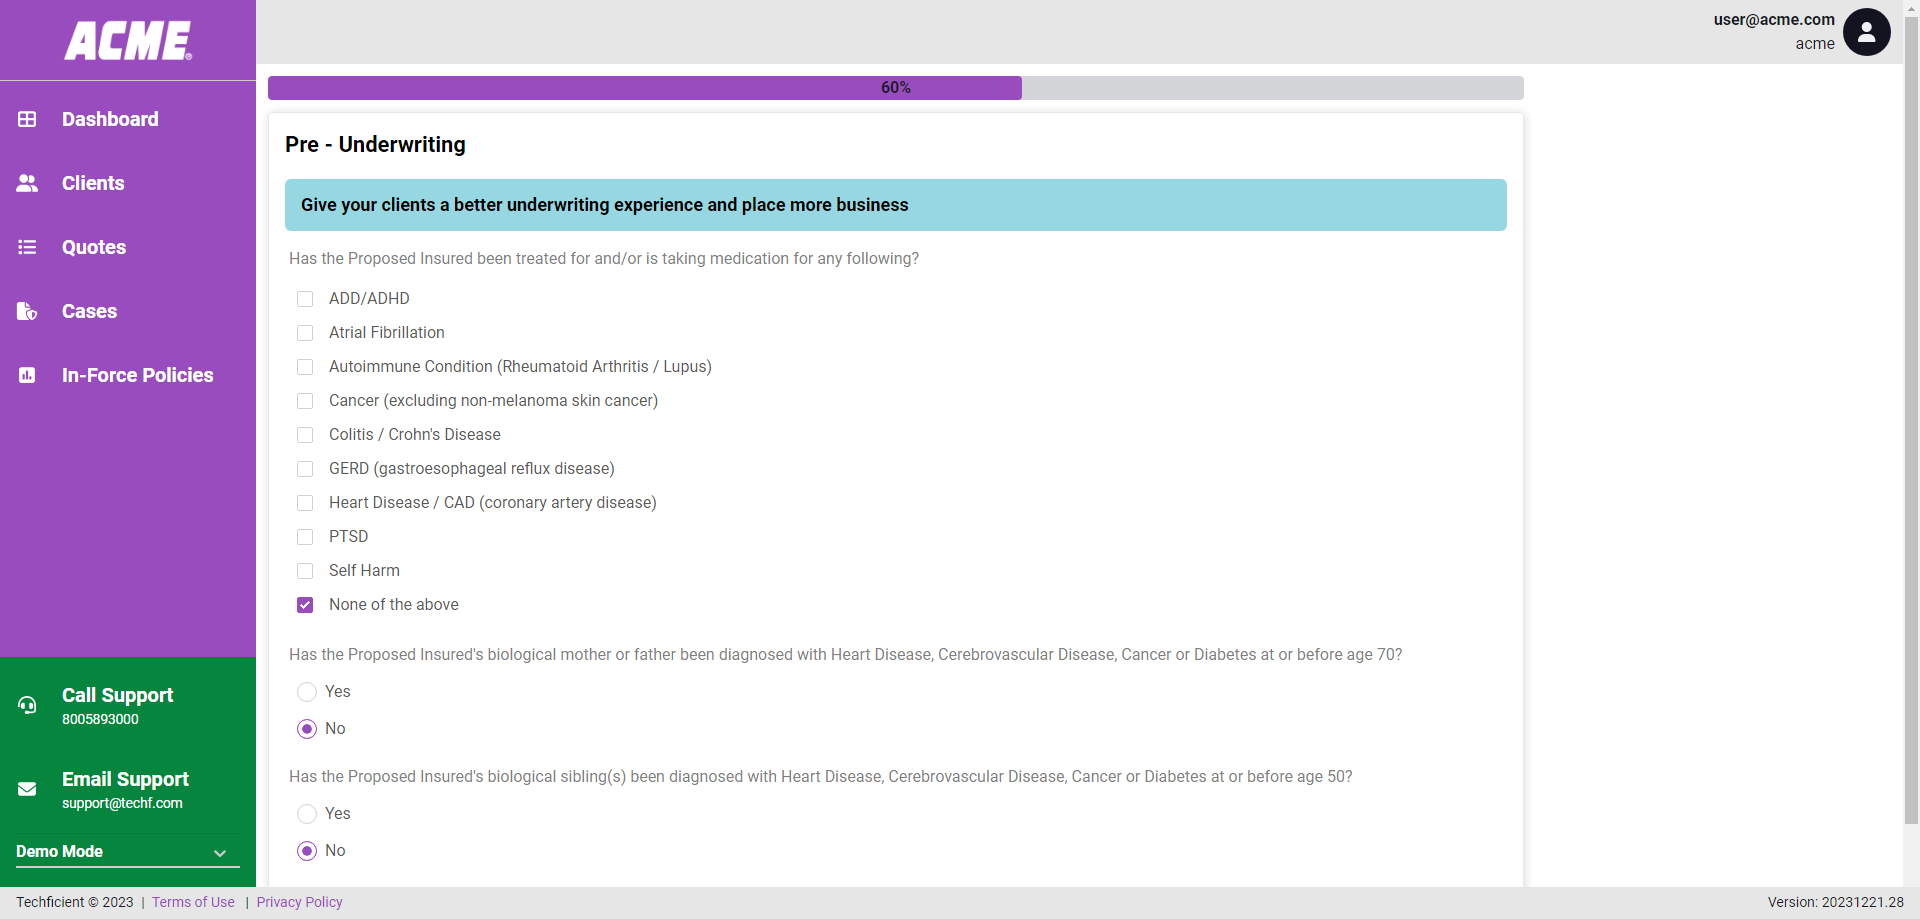 ACME®
user@acme.com
acme
Dashboard
Clients
Quotes
Cases
In-Force Policies
Call Support
8005893000
Email Support
support@techf.com
Demo Mode
60%
Pre - Underwriting
Give your clients a better underwriting experience and place more business
Has the Proposed Insured been treated for and/or is taking medication for any following?
ADD/ADHD
Atrial Fibrillation
Autoimmune Condition (Rheumatoid Arthritis / Lupus)
Cancer (excluding non-melanoma skin cancer)
Colitis / Crohn's Disease
GERD (gastroesophageal reflux disease)
Heart Disease / CAD (coronary artery disease)
PTSD
Self Harm
None of the above
Has the Proposed Insured's biological mother or father been diagnosed with Heart Disease, Cerebrovascular Disease, Cancer or Diabetes at or before age 70?
Yes
No
Has the Proposed Insured's biological sibling(s) been diagnosed with Heart Disease, Cerebrovascular Disease, Cancer or Diabetes at or before age 50?
Yes
No
Techficient © 2023 | Terms of Use | Privacy Policy
Version: 20231221.28